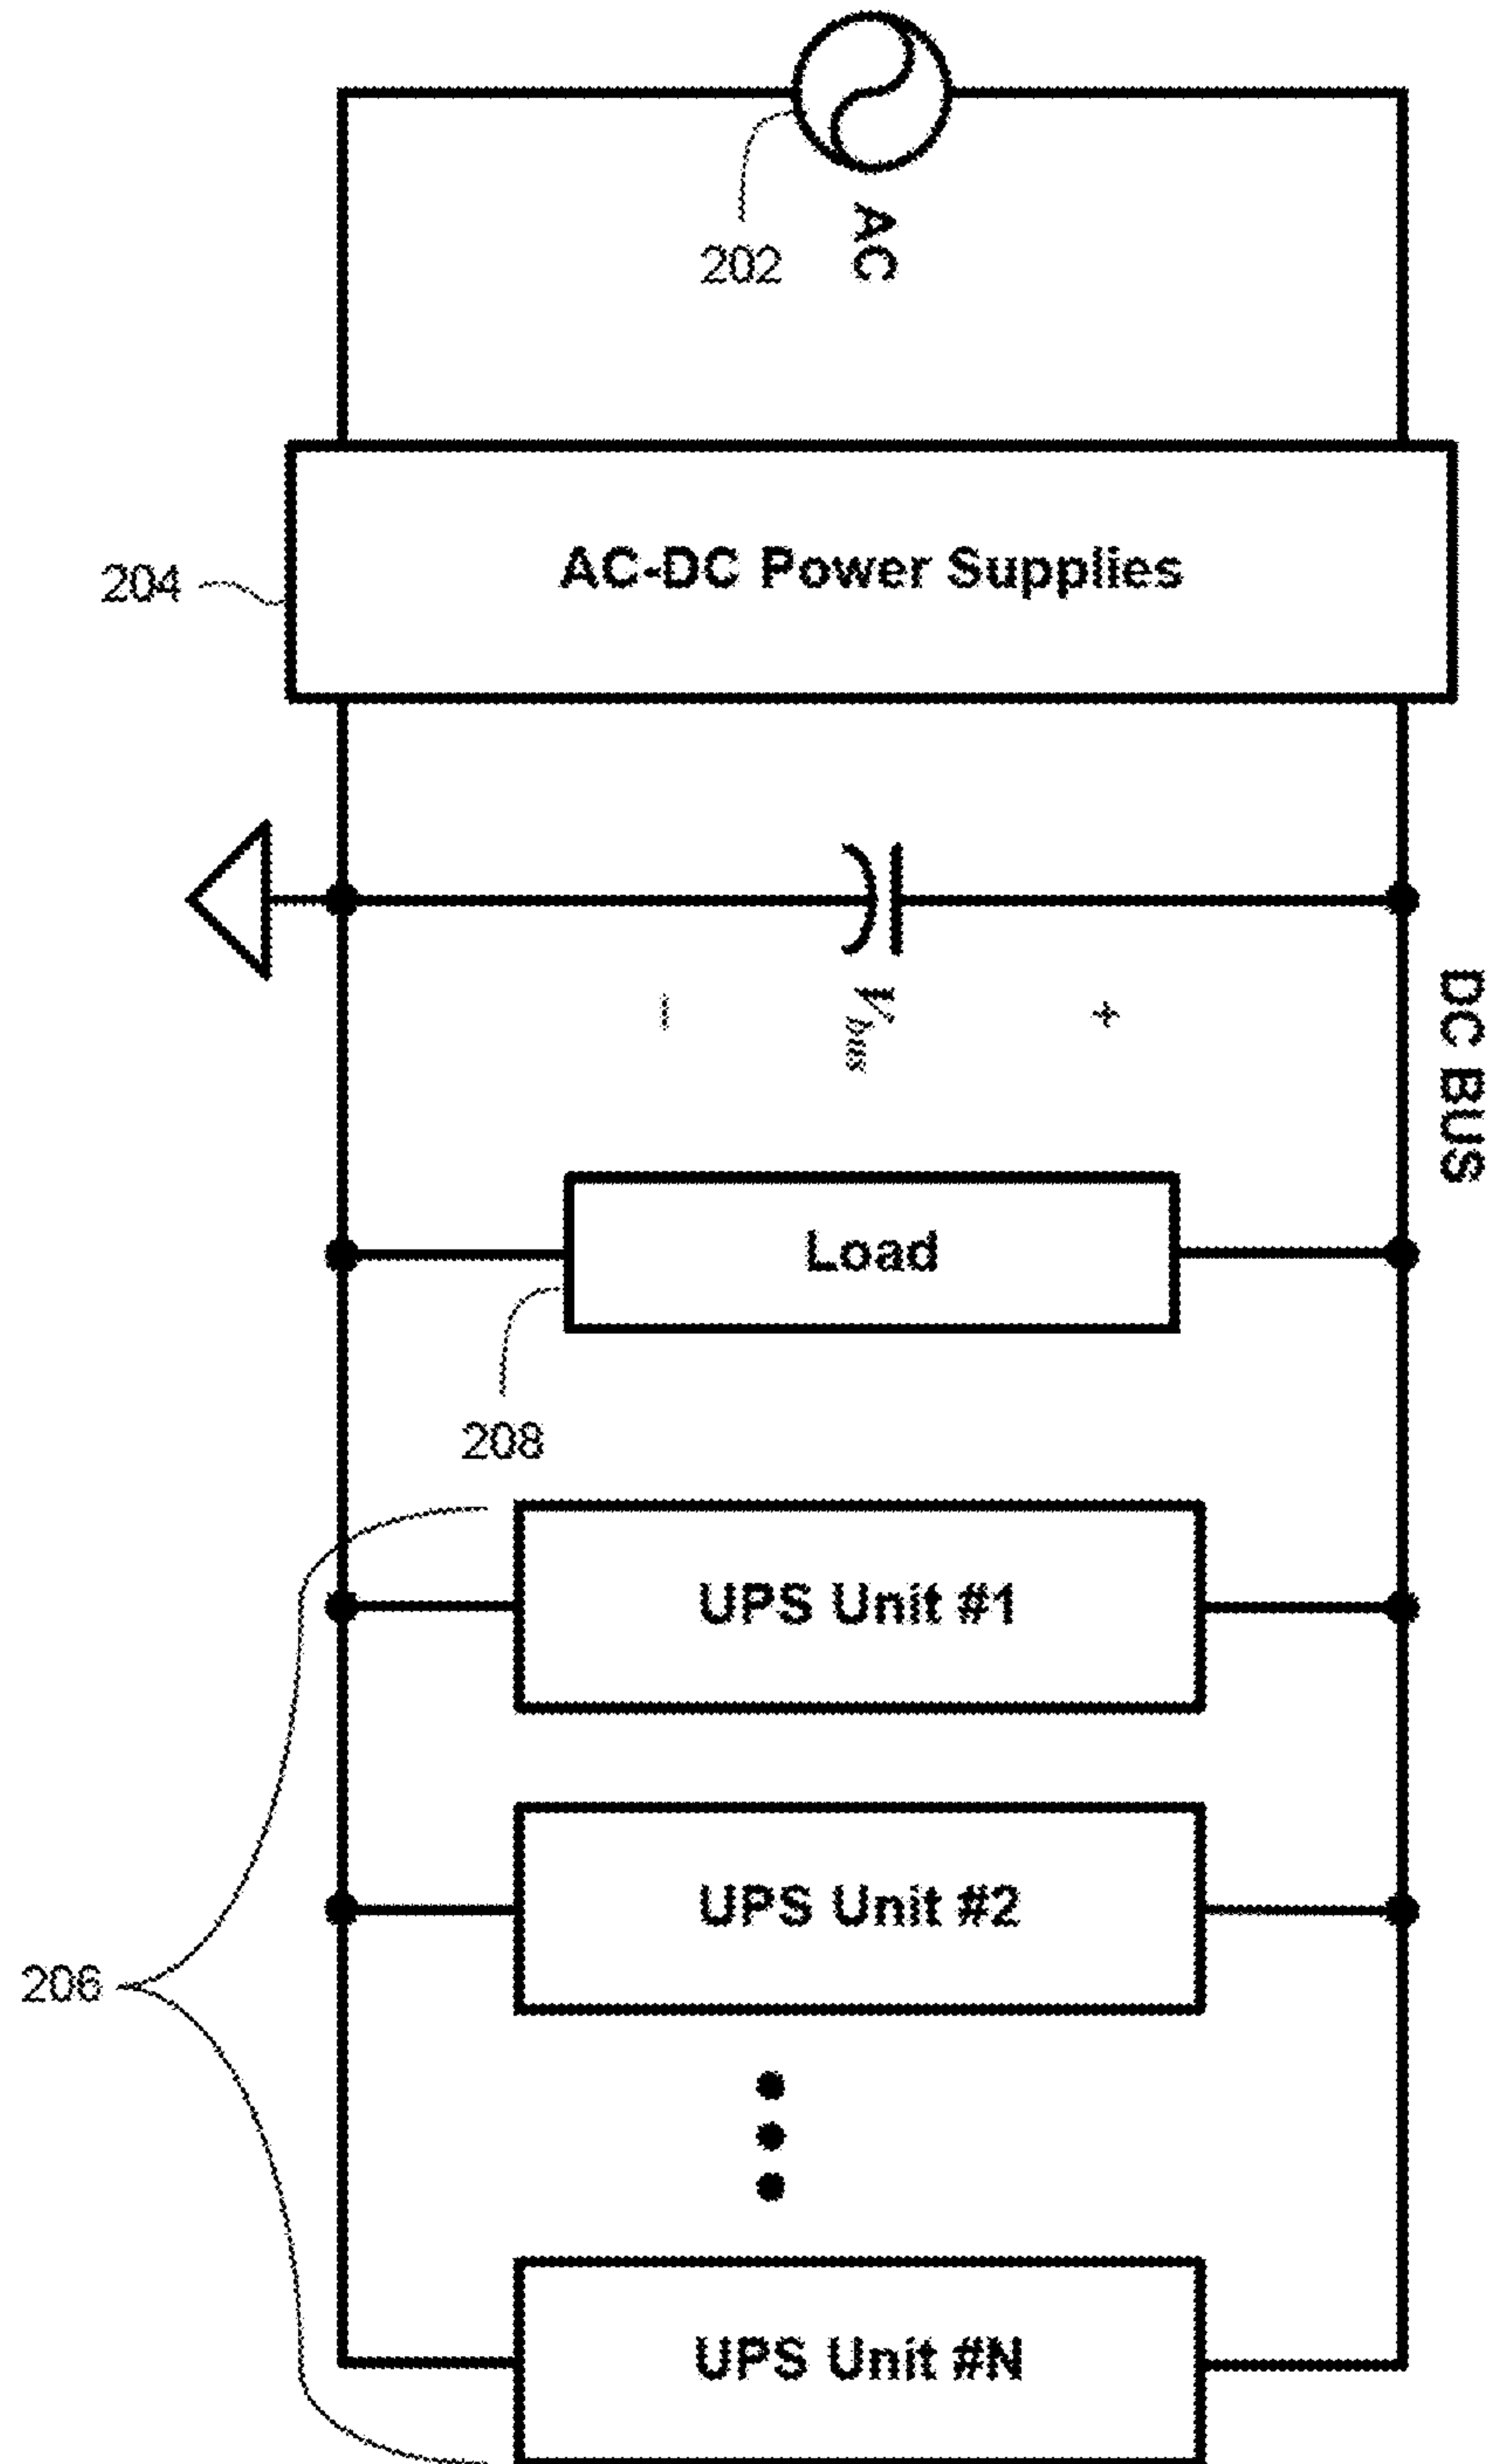 AC
202
AC-DC Power Supplies
204
+
Vbus
−
DC BUS
Load
208
UPS Unit #1
UPS Unit #2
206
UPS Unit #N